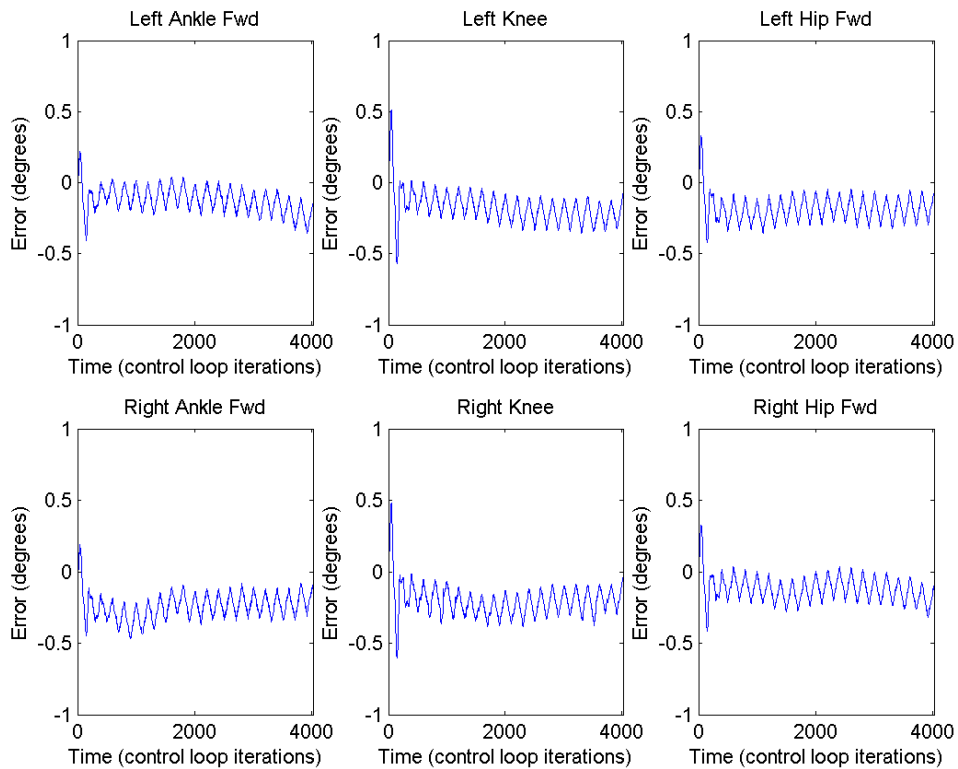 Left Ankle Fwd
1
0.5
0
-0.5
-1
Error (degrees)
0 2000 4000
Time (control loop iterations)
Left Knee
1
0.5
0
-0.5
-1
Error (degrees)
0 2000 4000
Time (control loop iterations)
Left Hip Fwd
1
0.5
0
-0.5
-1
Error (degrees)
0 2000 4000
Time (control loop iterations)
Right Ankle Fwd
1
0.5
0
-0.5
-1
Error (degrees)
0 2000 4000
Time (control loop iterations)
Right Knee
1
0.5
0
-0.5
-1
Error (degrees)
0 2000 4000
Time (control loop iterations)
Right Hip Fwd
1
0.5
0
-0.5
-1
Error (degrees)
0 2000 4000
Time (control loop iterations)